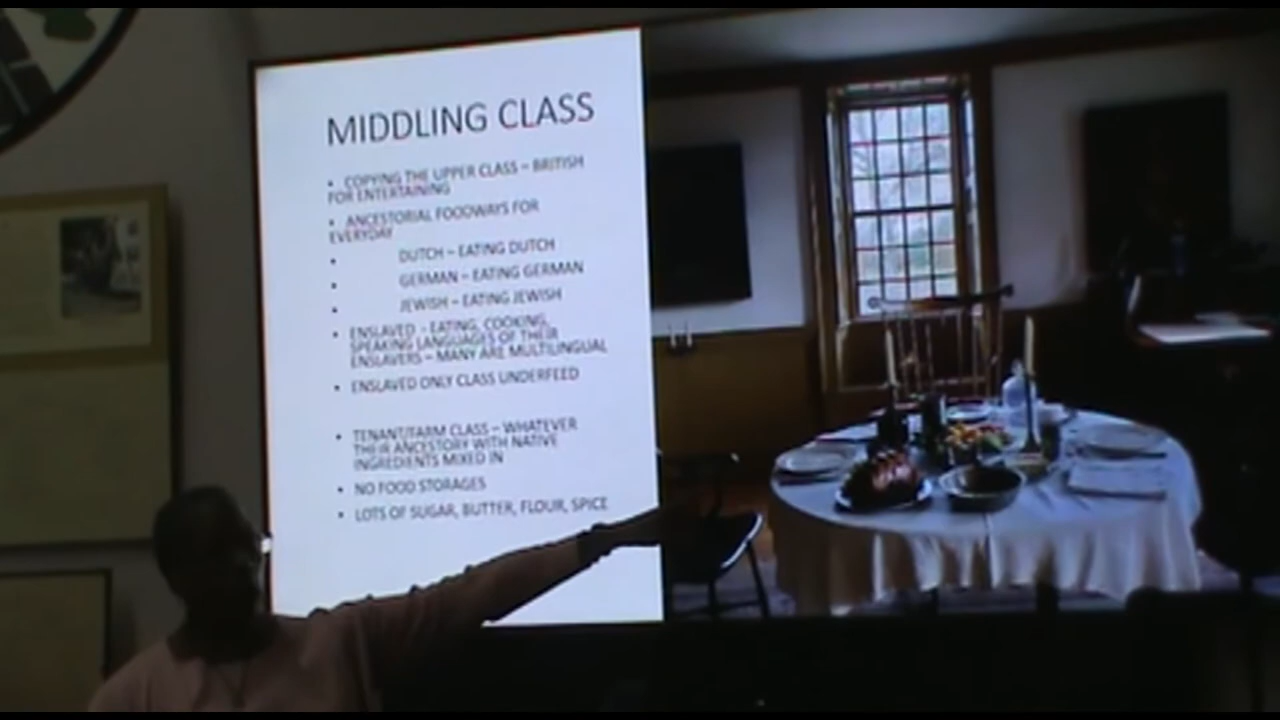 MIDDLING CLASS
• COPYING THE UPPER CLASS – BRITISH
FOR ENTERTAINING
• ANCESTORIAL FOODWAYS FOR
EVERYDAY
• DUTCH – EATING DUTCH
• GERMAN – EATING GERMAN
• JEWISH – EATING JEWISH
• ENSLAVED - EATING, COOKING,
SPEAKING LANGUAGES OF THEIR
ENSLAVERS – MANY ARE MULTILINGUAL
• ENSLAVED ONLY CLASS UNDERFEED
• TENANT/FARM CLASS – WHATEVER
THEIR ANCESTORY WITH NATIVE
INGREDIENTS MIXED IN
• NO FOOD STORAGES
• LOTS OF SUGAR, BUTTER, FLOUR, SPICE